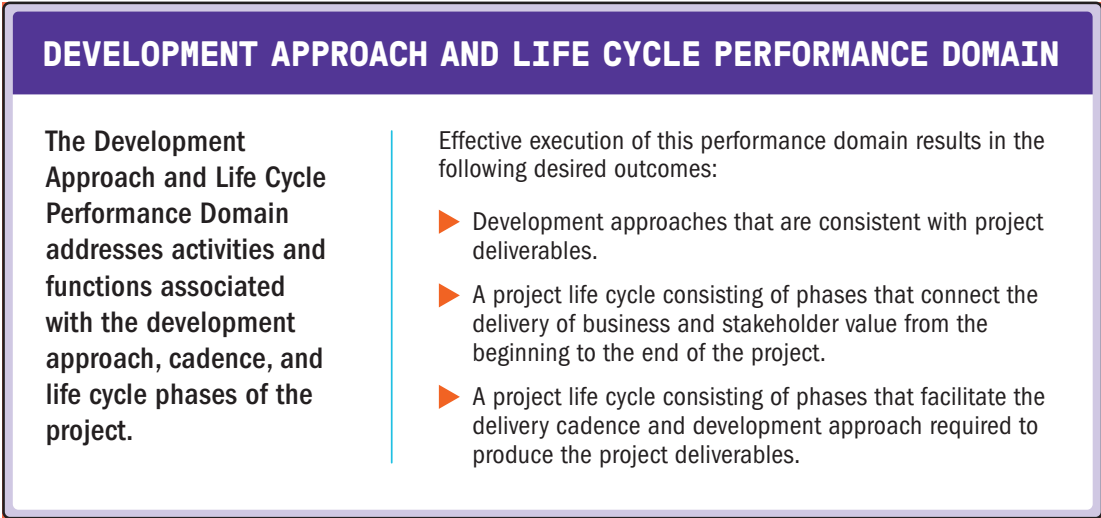 DEVELOPMENT APPROACH AND LIFE CYCLE PERFORMANCE DOMAIN
The Development
Approach and Life Cycle
Performance Domain
addresses activities and
functions associated
with the development
approach, cadence, and
life cycle phases of the
project.
Effective execution of this performance domain results in the
following desired outcomes:
Development approaches that are consistent with project
deliverables.
A project life cycle consisting of phases that connect the
delivery of business and stakeholder value from the
beginning to the end of the project.
A project life cycle consisting of phases that facilitate the
delivery cadence and development approach required to
produce the project deliverables.